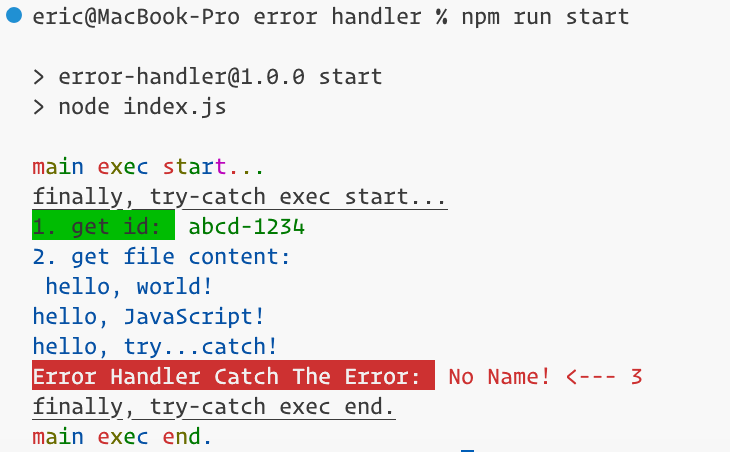 eric@MacBook-Pro error handler % npm run start
> error-handler@1.0.0 start
> node index.js
main exec start...
finally, try-catch exec start...
1. get id:  abcd-1234
2. get file content:
 hello, world!
hello, JavaScript!
hello, try...catch!
Error Handler Catch The Error:  No Name! <--- 3
finally, try-catch exec end.
main exec end.